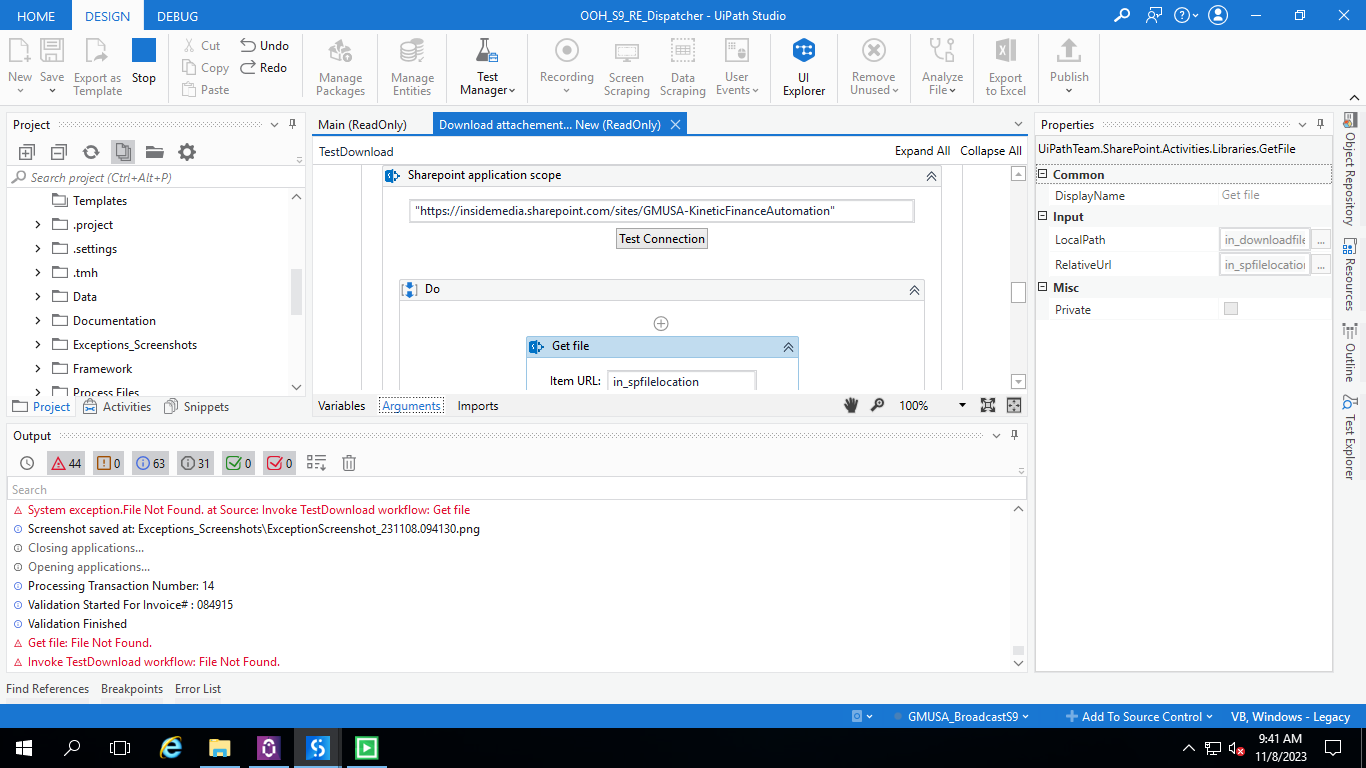 HOME DESIGN DEBUG OOH_S9_RE_Dispatcher - UiPath Studio
New Save Export as Template Stop
Cut Copy Paste Undo Redo
Manage Packages Manage Entities Test Manager Recording Screen Scraping Data Scraping User Events UI Explorer Remove Unused Analyze File Export to Excel Publish
Project
Search project (Ctrl+Alt+P)
Templates
.project
.settings
.tmh
Data
Documentation
Exceptions_Screenshots
Framework
Process Files
Project Activities Snippets
Main (ReadOnly) Download attachement... New (ReadOnly)
TestDownload Expand All Collapse All
Sharepoint application scope
"https://insidemedia.sharepoint.com/sites/GMUSA-KineticFinanceAutomation"
Test Connection
Do
Get file
Item URL: in_spfilelocation
Variables Arguments Imports 100%
Properties
UiPathTeam.SharePoint.Activities.Libraries.GetFile
Common
DisplayName Get file
Input
LocalPath in_downloadfile ...
RelativeUrl in_spfilelocation ...
Misc
Private
Object Repository
Resources
Outline
Test Explorer
Output
44 0 63 31 0 0
Search
System exception.File Not Found. at Source: Invoke TestDownload workflow: Get file
Screenshot saved at: Exceptions_Screenshots\ExceptionScreenshot_231108.094130.png
Closing applications...
Opening applications...
Processing Transaction Number: 14
Validation Started For Invoice# : 084915
Validation Finished
Get file: File Not Found.
Invoke TestDownload workflow: File Not Found.
Find References Breakpoints Error List
GMUSA_BroadcastS9 Add To Source Control VB, Windows - Legacy
9:41 AM
11/8/2023